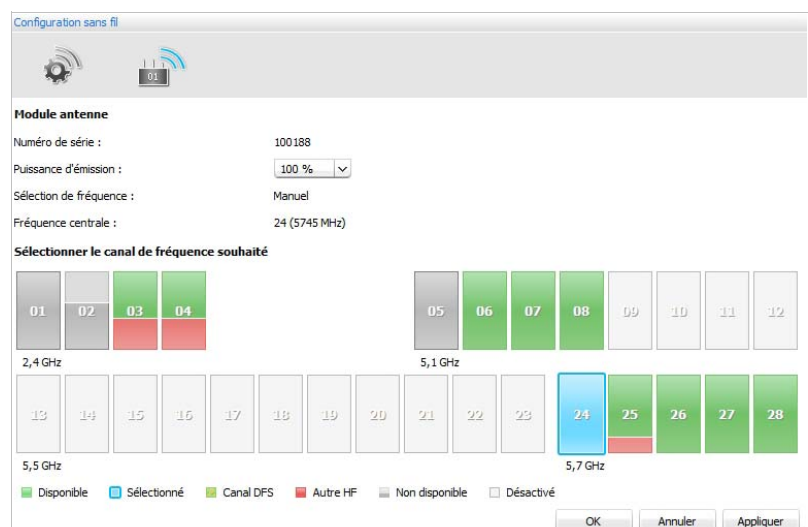 Configuration sans fil
01
Module antenne
Numéro de série : 100188
Puissance d'émission : 100 %
Sélection de fréquence : Manuel
Fréquence centrale : 24 (5745 MHz)
Sélectionner le canal de fréquence souhaité
01 02 03 04 05 06 07 08 09 10 11 12
2,4 GHz 5,1 GHz
13 14 15 16 17 18 19 20 21 22 23 24 25 26 27 28
5,5 GHz 5,7 GHz
Disponible Sélectionné Canal DFS Autre HF Non disponible Désactivé
OK Annuler Appliquer